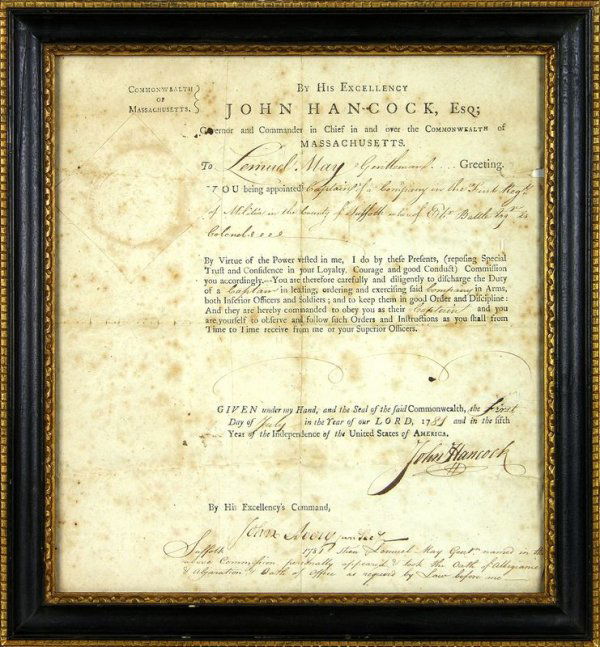 COMMONWEALTH
OF
MASSACHUSETTS.
BY HIS EXCELLENCY
JOHN HANCOCK, Esq;
Governor and Commander in Chief in and over the COMMONWEALTH of
MASSACHUSETTS.
To Lemuel May Gentleman .... Greeting.
YOU being appointed Captain of a Company in the First Regt.
of Militia in the County of Suffolk whereof Battle Esqr. is
Colonel
By Virtue of the Power vested in me, I do by these Presents, (reposing Special
Trust and Confidence in your Loyalty, Courage and good Conduct) Commission
you accordingly.—You are therefore carefully and diligently to discharge the Duty
of a Captain in leading, ordering and exercising said Company in Arms,
both Inferior Officers and Soldiers; and to keep them in good Order and Discipline:
And they are hereby commanded to obey you as their Captain and you
are yourself to observe and follow such Orders and Instructions as you shall from
Time to Time receive from me or your Superior Officers.
GIVEN under my Hand, and the Seal of the said Commonwealth, the First
Day of July in the Year of our LORD, 1781 and in the fifth
Year of the Independence of the United States of AMERICA.
John Hancock
By His Excellency's Command,
John Avery jun Secy
Suffolk Then Lemuel May Gent. named in the
above Commission personally appeared & took the Oath of Allegiance
& Abjuration & Oath of Office as required by Law before me